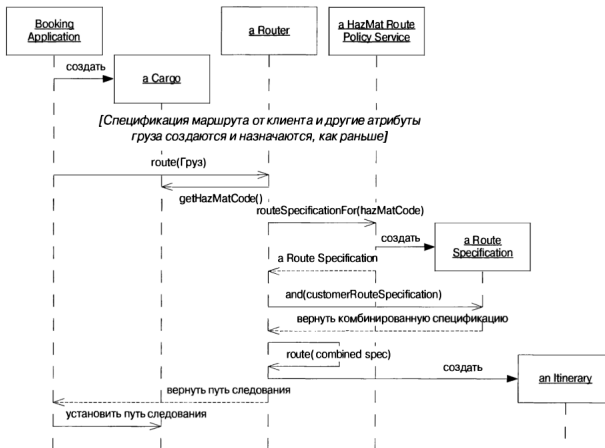 Booking
Application
a Router
a HazMat Route
Policy Service
создать
a Cargo
[Спецификация маршрута от клиента и другие атрибуты
груза создаются и назначаются, как раньше]
route(Груз)
getHazMatCode()
routeSpecificationFor(hazMatCode)
создать
a Route
Specification
a Route Specification
and(customerRouteSpecification)
вернуть комбинированную спецификацию
route( combined spec)
создать
an Itinerary
вернуть путь следования
установить путь следования